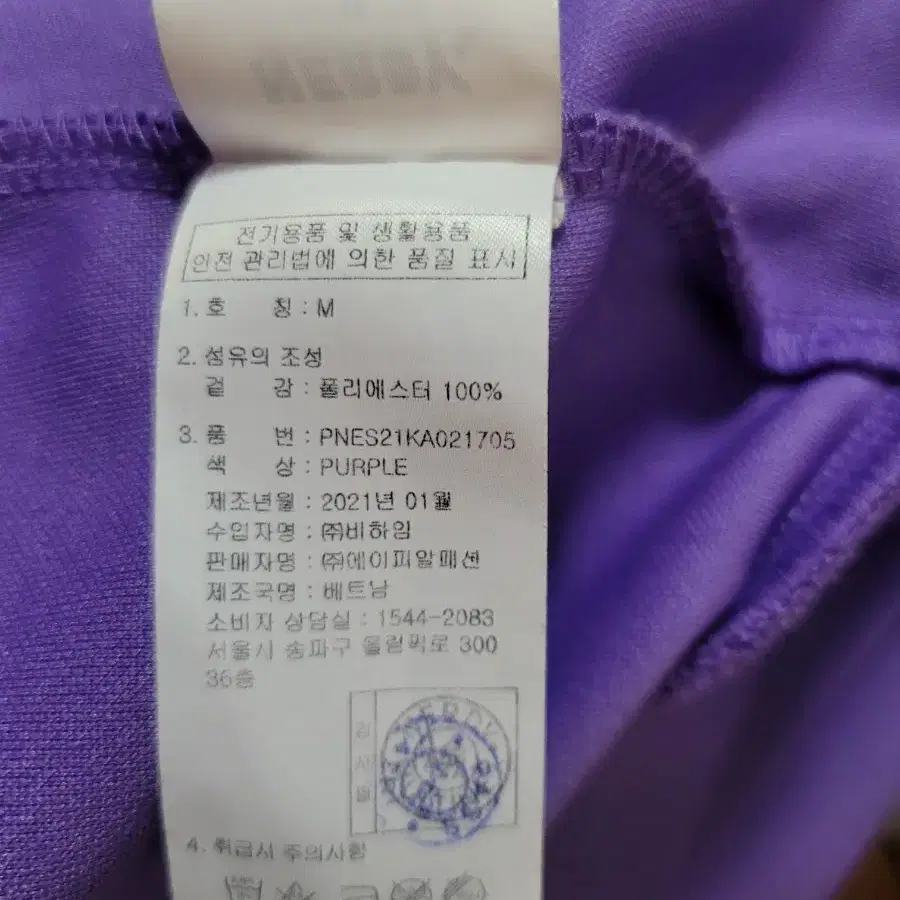 전기용품 및 생활용품
안전 관리법에 의한 품질 표시
1. 호 칭 : M
2. 섬유의 조성
겉 감 : 폴리에스터 100%
3. 품 번 : PNES21KA021705
색 상 : PURPLE
제조년월 : 2021년 01월
수입자명 : ㈜비하임
판매자명 : ㈜에이피알패션
제조국명 : 베트남
소비자 상담실 : 1544-2083
서울시 송파구 올림픽로 300
36층
검사필
4. 취급시 주의사항